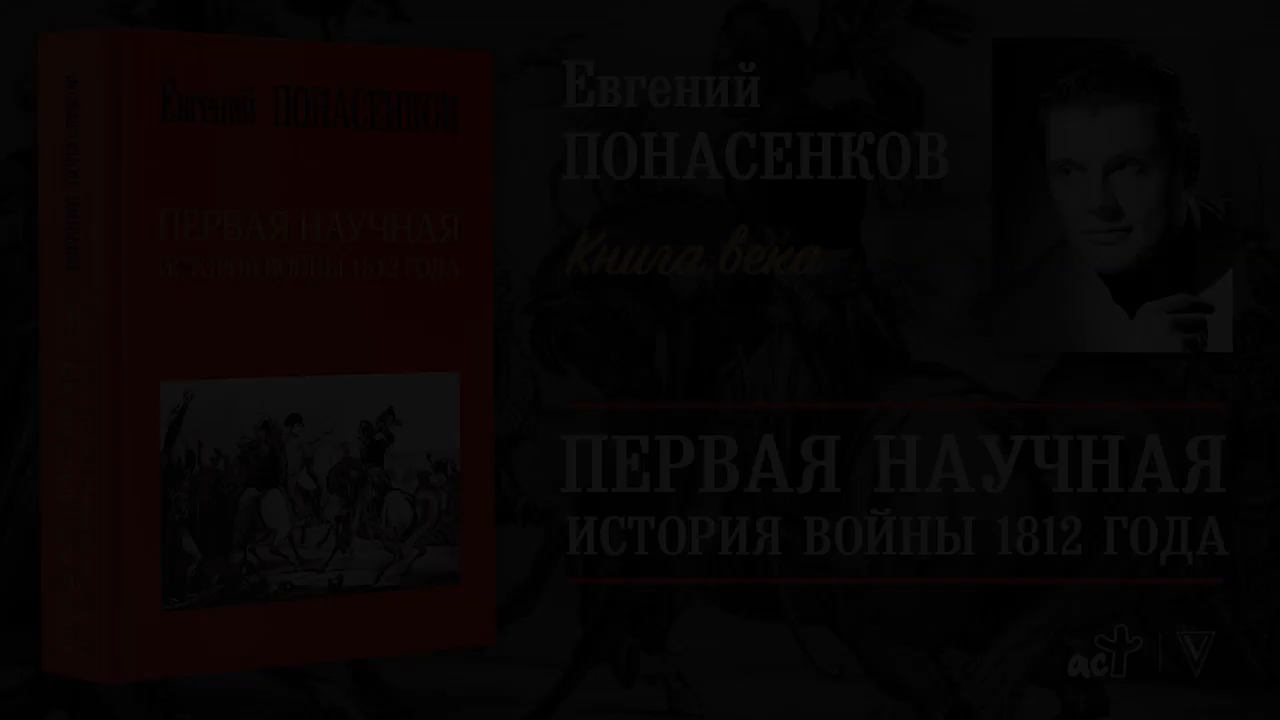 Евгений ПОНАСЕНКОВ
ПЕРВАЯ НАУЧНАЯ
ИСТОРИЯ ВОЙНЫ 1812 ГОДА
Евгений
ПОНАСЕНКОВ
Книга века
ПЕРВАЯ НАУЧНАЯ
ИСТОРИЯ ВОЙНЫ 1812 ГОДА
аст